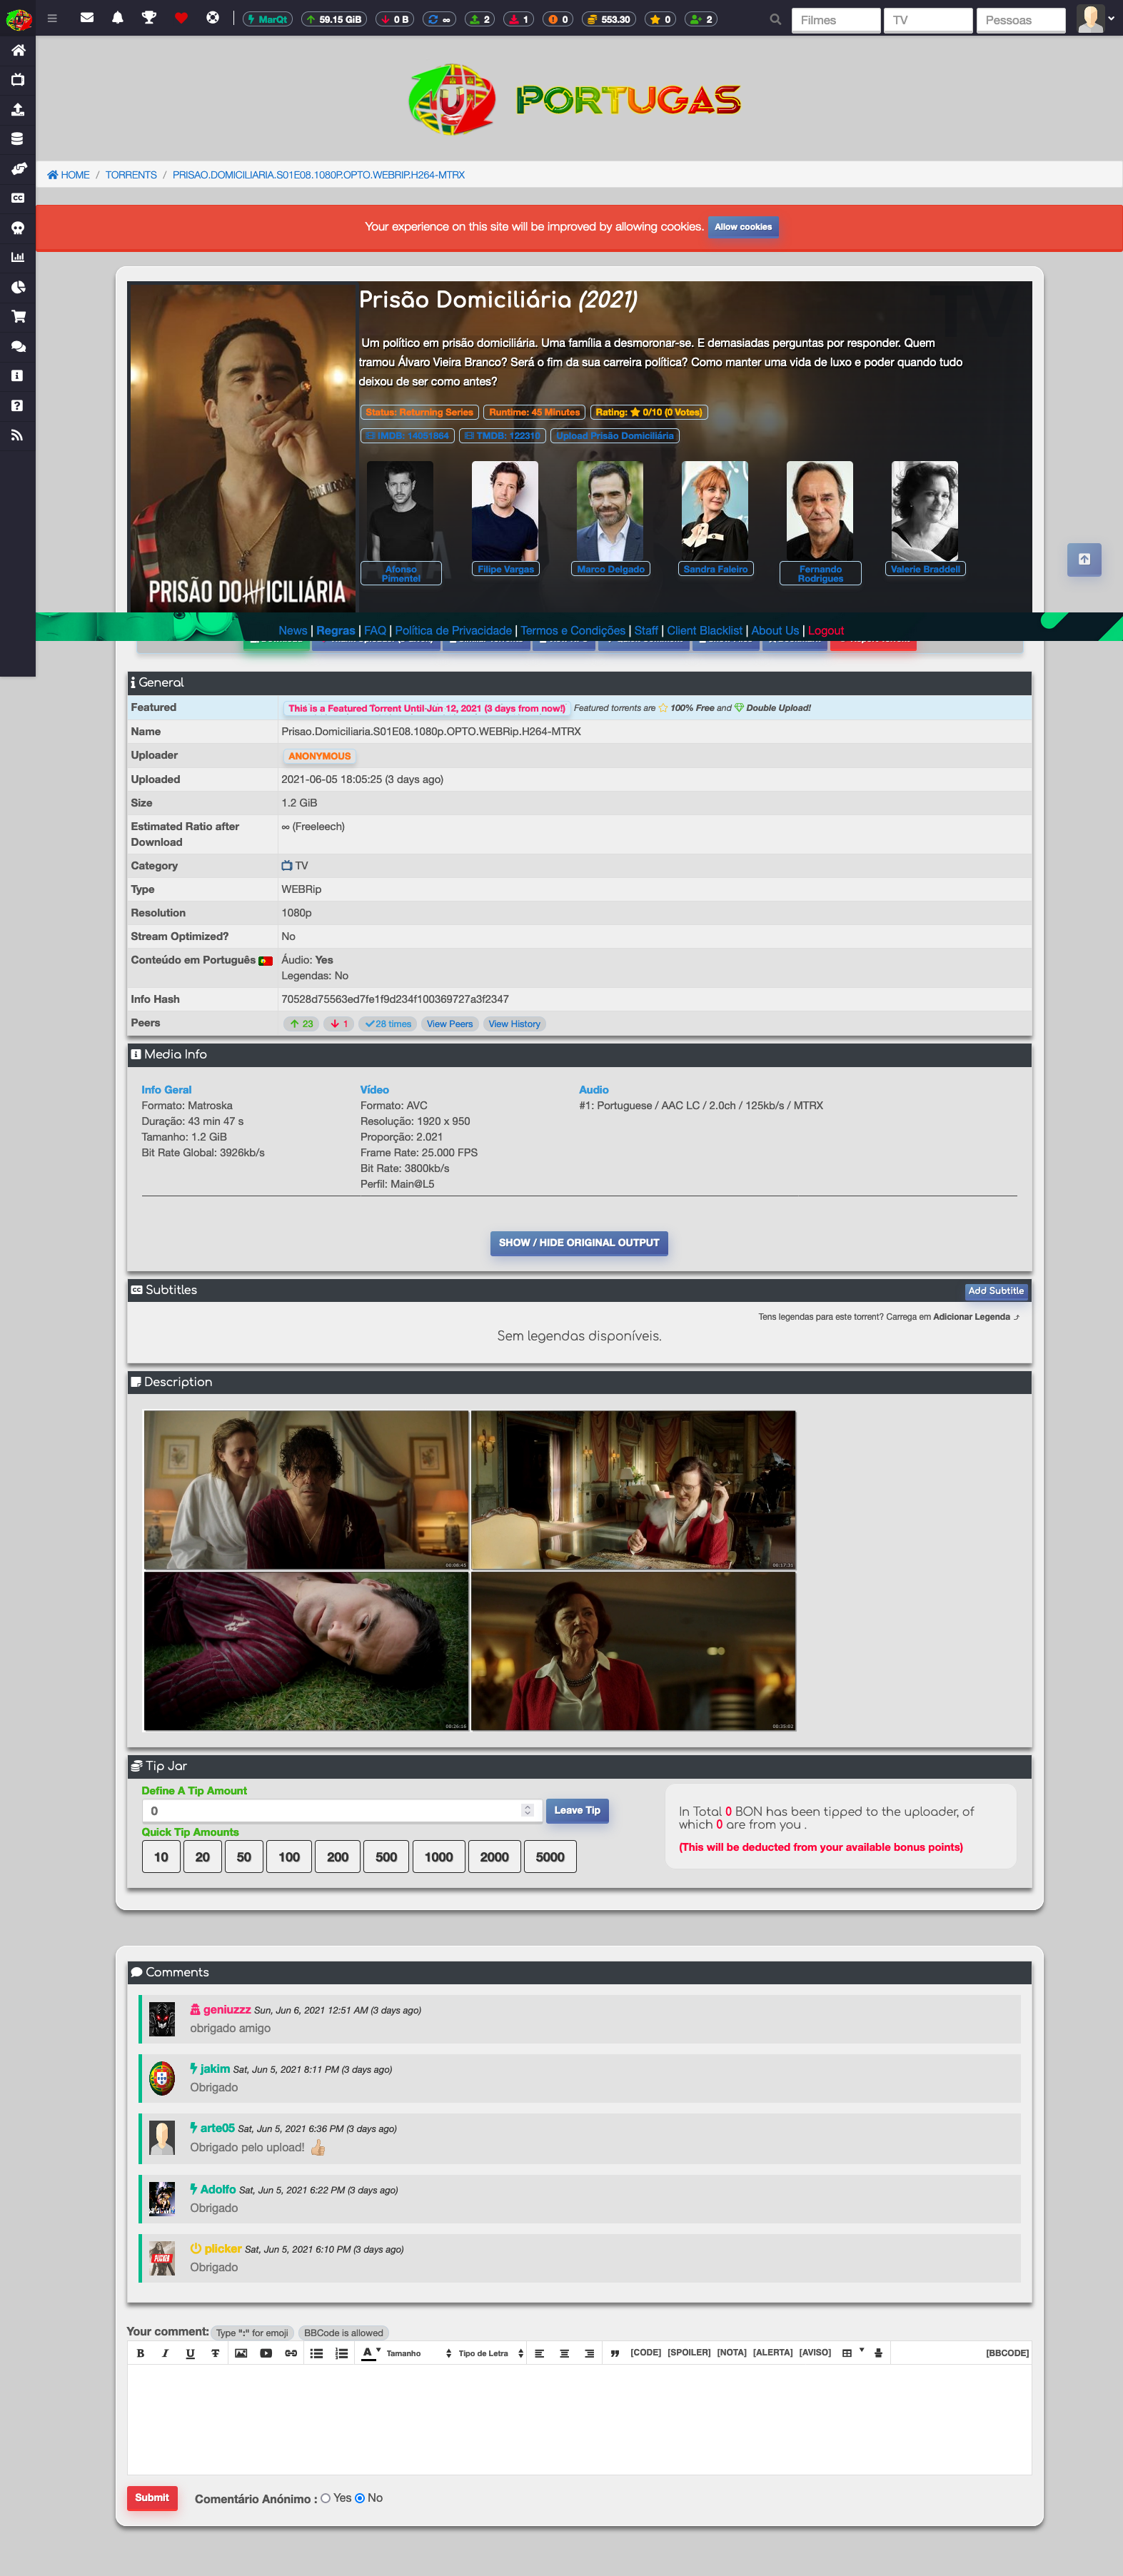 MarQt 59.15 GiB 0 B ∞ 2 1 0 553.30 0 2 Filmes TV Pessoas
PORTUGAS
HOME / TORRENTS / PRISAO.DOMICILIARIA.S01E08.1080P.OPTO.WEBRIP.H264-MTRX
Your experience on this site will be improved by allowing cookies. Allow cookies
Prisão Domiciliária (2021)
Um político em prisão domiciliária. Uma família a desmoronar-se. E demasiadas perguntas por responder. Quem
tramou Álvaro Vieira Branco? Será o fim da sua carreira política? Como manter uma vida de luxo e poder quando tudo
deixou de ser como antes?
Status: Returning Series Runtime: 45 Minutes Rating: 0/10 (0 Votes)
IMDB: 14051864 TMDB: 122310 Upload Prisão Domiciliária
Afonso Pimentel Filipe Vargas Marco Delgado Sandra Faleiro Fernando Rodrigues Valerie Braddell
PRISÃO DOMICILIÁRIA
News | Regras | FAQ | Política de Privacidade | Termos e Condições | Staff | Client Blacklist | About Us | Logout
General
Featured This is a Featured Torrent Until Jun 12, 2021 (3 days from now!) Featured torrents are 100% Free and Double Upload!
Name Prisao.Domiciliaria.S01E08.1080p.OPTO.WEBRip.H264-MTRX
Uploader ANONYMOUS
Uploaded 2021-06-05 18:05:25 (3 days ago)
Size 1.2 GiB
Estimated Ratio after ∞ (Freeleech)
Download
Category TV
Type WEBRip
Resolution 1080p
Stream Optimized? No
Conteúdo em Português Áudio: Yes
Legendas: No
Info Hash 70528d75563ed7fe1f9d234f100369727a3f2347
Peers 23 1 28 times View Peers View History
Media Info
Info Geral Vídeo Audio
Formato: Matroska Formato: AVC #1: Portuguese / AAC LC / 2.0ch / 125kb/s / MTRX
Duração: 43 min 47 s Resolução: 1920 x 950
Tamanho: 1.2 GiB Proporção: 2.021
Bit Rate Global: 3926kb/s Frame Rate: 25.000 FPS
Bit Rate: 3800kb/s
Perfil: Main@L5
SHOW / HIDE ORIGINAL OUTPUT
Subtitles Add Subtitle
Tens legendas para este torrent? Carrega em Adicionar Legenda
Sem legendas disponíveis.
Description
Tip Jar
Define A Tip Amount
0 Leave Tip
Quick Tip Amounts
10 20 50 100 200 500 1000 2000 5000
In Total 0 BON has been tipped to the uploader, of
which 0 are from you .
(This will be deducted from your available bonus points)
Comments
geniuzzz Sun, Jun 6, 2021 12:51 AM (3 days ago)
obrigado amigo
jakim Sat, Jun 5, 2021 8:11 PM (3 days ago)
Obrigado
arte05 Sat, Jun 5, 2021 6:36 PM (3 days ago)
Obrigado pelo upload!
Adolfo Sat, Jun 5, 2021 6:22 PM (3 days ago)
Obrigado
plicker Sat, Jun 5, 2021 6:10 PM (3 days ago)
Obrigado
Your comment: Type ":" for emoji BBCode is allowed
B I U T A Tamanho Tipo de Letra [CODE] [SPOILER] [NOTA] [ALERTA] [AVISO] [BBCODE]
Submit Comentário Anónimo : Yes No